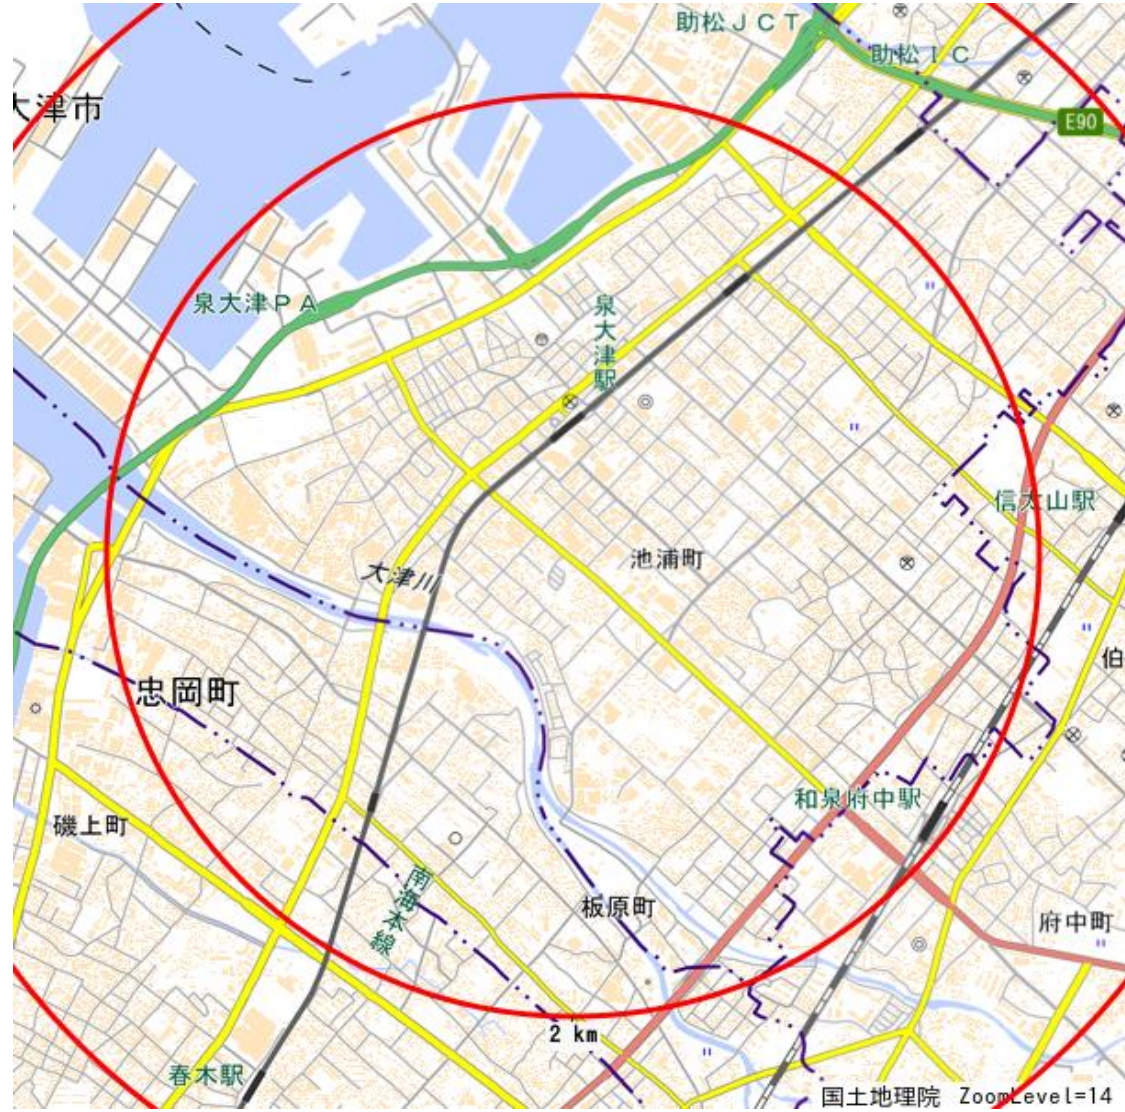 助松ＪＣＴ
助松ＩＣ
大津市
E90
泉大津ＰＡ
泉大津駅
信太山駅
池浦町
大津川
伯
忠岡町
和泉府中駅
磯上町
南海本線
板原町
府中町
2 km
春木駅
国土地理院 ZoomLevel=14